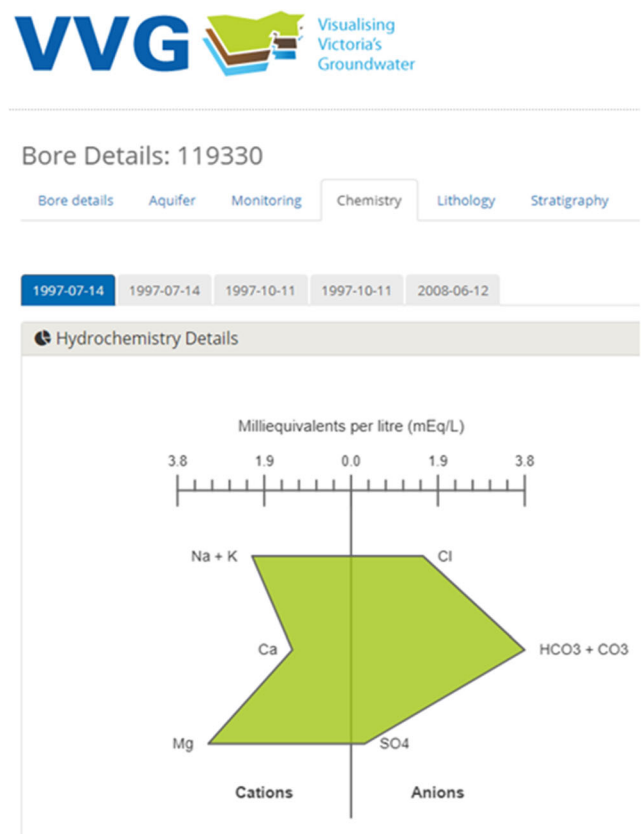 VVG
Visualising
Victoria's
Groundwater
Bore Details: 119330
Bore details Aquifer Monitoring Chemistry Lithology Stratigraphy
1997-07-14 1997-07-14 1997-10-11 1997-10-11 2008-06-12
Hydrochemistry Details
Milliequivalents per litre (mEq/L)
3.8 1.9 0.0 1.9 3.8
Na + K Cl
Ca HCO3 + CO3
Mg SO4
Cations Anions